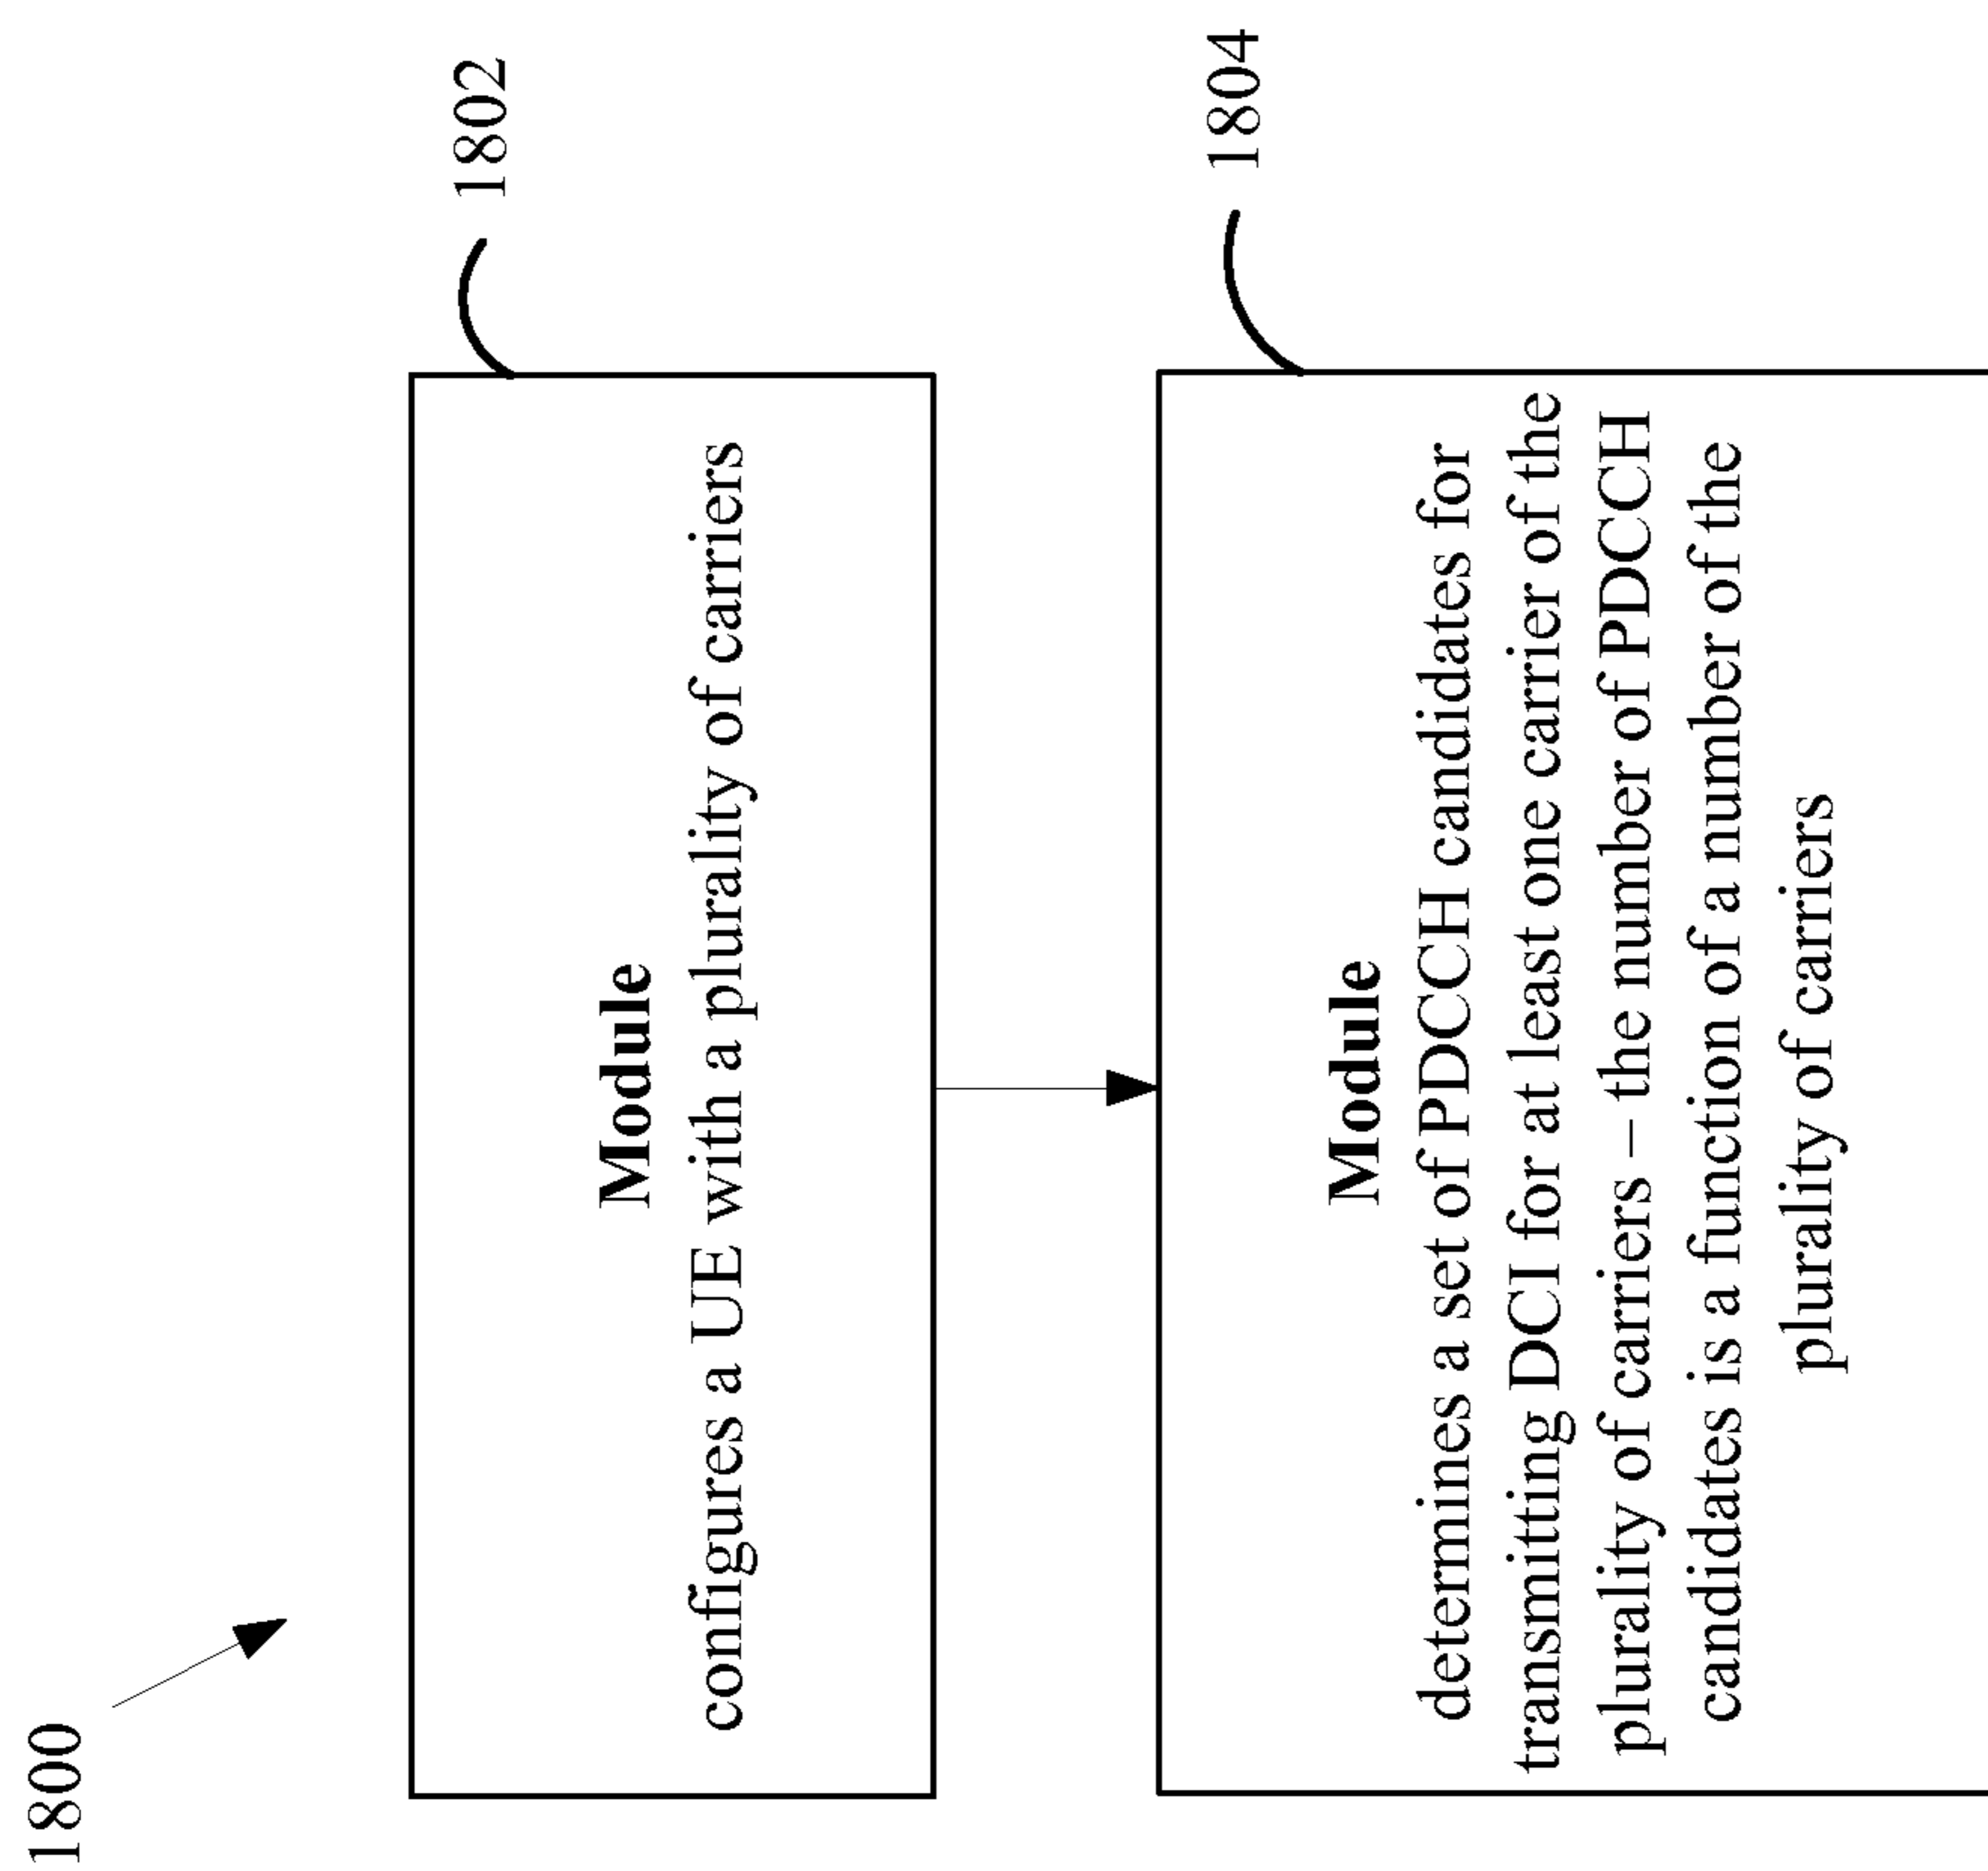 1800
1802
Module
configures a UE with a plurality of carriers
1804
Module
determines a set of PDCCH candidates for
transmitting DCI for at least one carrier of the
plurality of carriers – the number of PDCCH
candidates is a function of a number of the
plurality of carriers